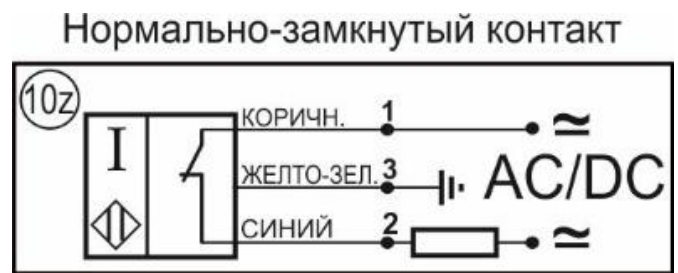 Нормально-замкнутый контакт
10z
КОРИЧН. 1
≃
I
ЖЕЛТО-ЗЕЛ. 3
AC/DC
СИНИЙ 2
≃